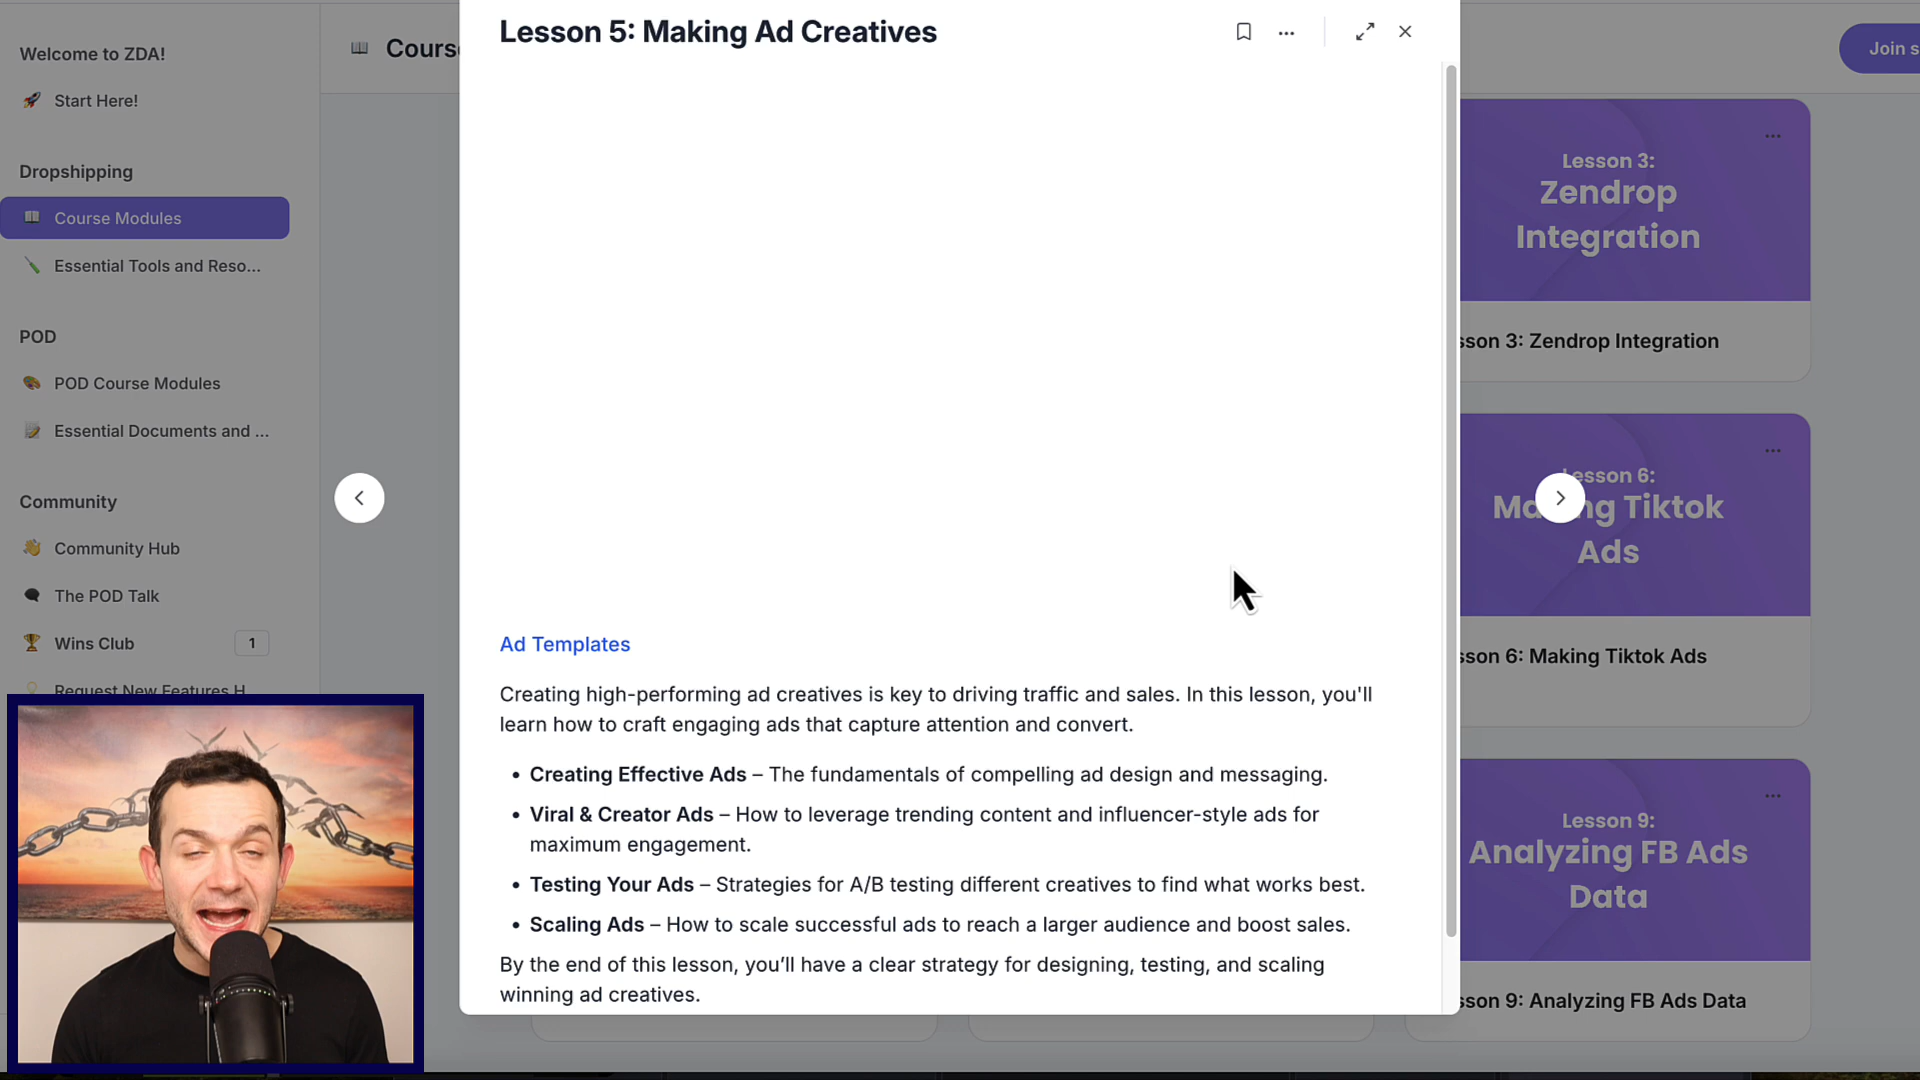 Welcome to ZDA!
Start Here!
Dropshipping
Course Modules
Essential Tools and Reso...
POD
POD Course Modules
Essential Documents and ...
Community
Community Hub
The POD Talk
Wins Club
1
Request New Features H
Cours
Join s
Lesson 5: Making Ad Creatives
Ad Templates
Creating high-performing ad creatives is key to driving traffic and sales. In this lesson, you'll
learn how to craft engaging ads that capture attention and convert.
• Creating Effective Ads – The fundamentals of compelling ad design and messaging.
• Viral & Creator Ads – How to leverage trending content and influencer-style ads for
maximum engagement.
• Testing Your Ads – Strategies for A/B testing different creatives to find what works best.
• Scaling Ads – How to scale successful ads to reach a larger audience and boost sales.
By the end of this lesson, you’ll have a clear strategy for designing, testing, and scaling
winning ad creatives.
Lesson 3:
Zendrop
Integration
sson 3: Zendrop Integration
esson 6:
Ma ng Tiktok
Ads
sson 6: Making Tiktok Ads
Lesson 9:
Analyzing FB Ads
Data
sson 9: Analyzing FB Ads Data